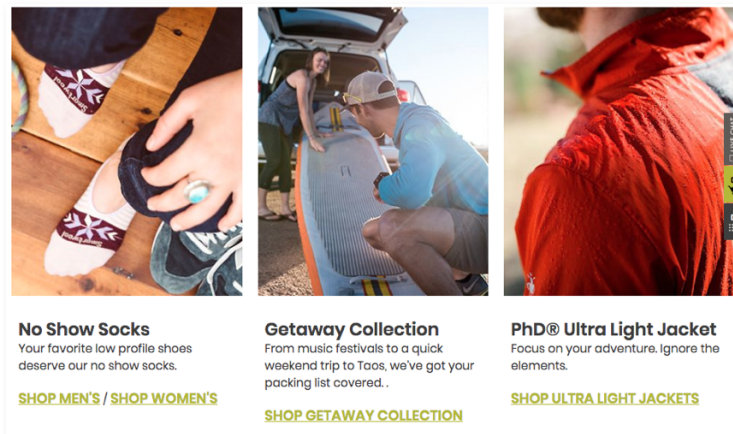 No Show Socks
Your favorite low profile shoes
deserve our no show socks.
SHOP MEN'S / SHOP WOMEN'S
Getaway Collection
From music festivals to a quick
weekend trip to Taos, we've got your
packing list covered. .
SHOP GETAWAY COLLECTION
PhD® Ultra Light Jacket
Focus on your adventure. Ignore the
elements.
SHOP ULTRA LIGHT JACKETS